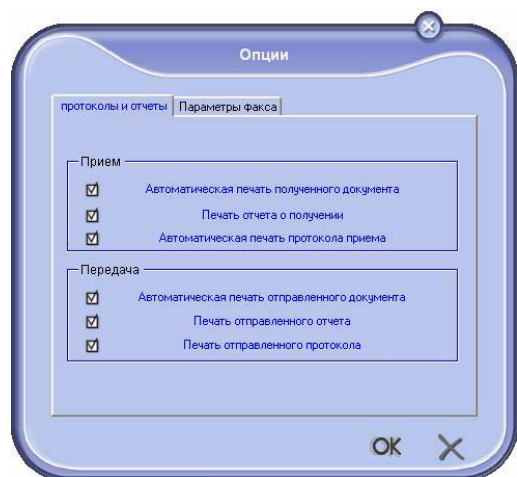 Опции
протоколы и отчеты Параметры факса
Прием
Автоматическая печать полученного документа
Печать отчета о получении
Автоматическая печать протокола приема
Передача
Автоматическая печать отправленного документа
Печать отправленного отчета
Печать отправленного протокола
OK